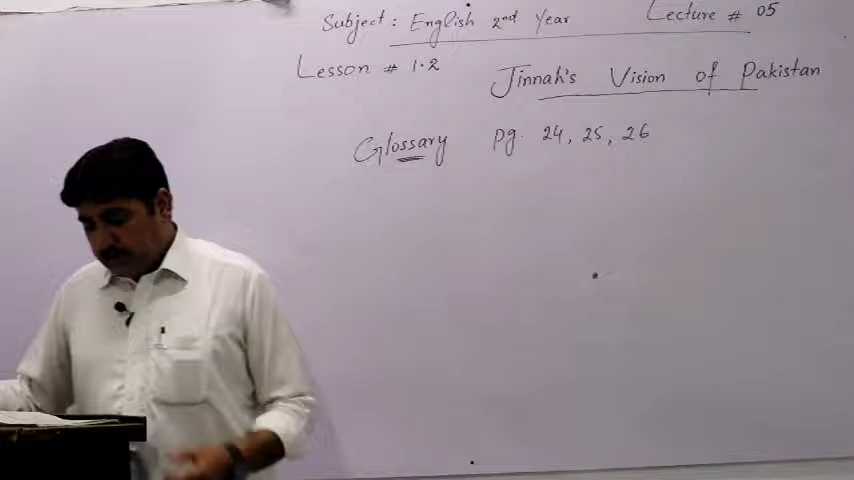 Subject: English 2nd Year Lecture # 05
Lesson # 1.2 Jinnah's Vision of Pakistan
Glossary pg. 24, 25, 26